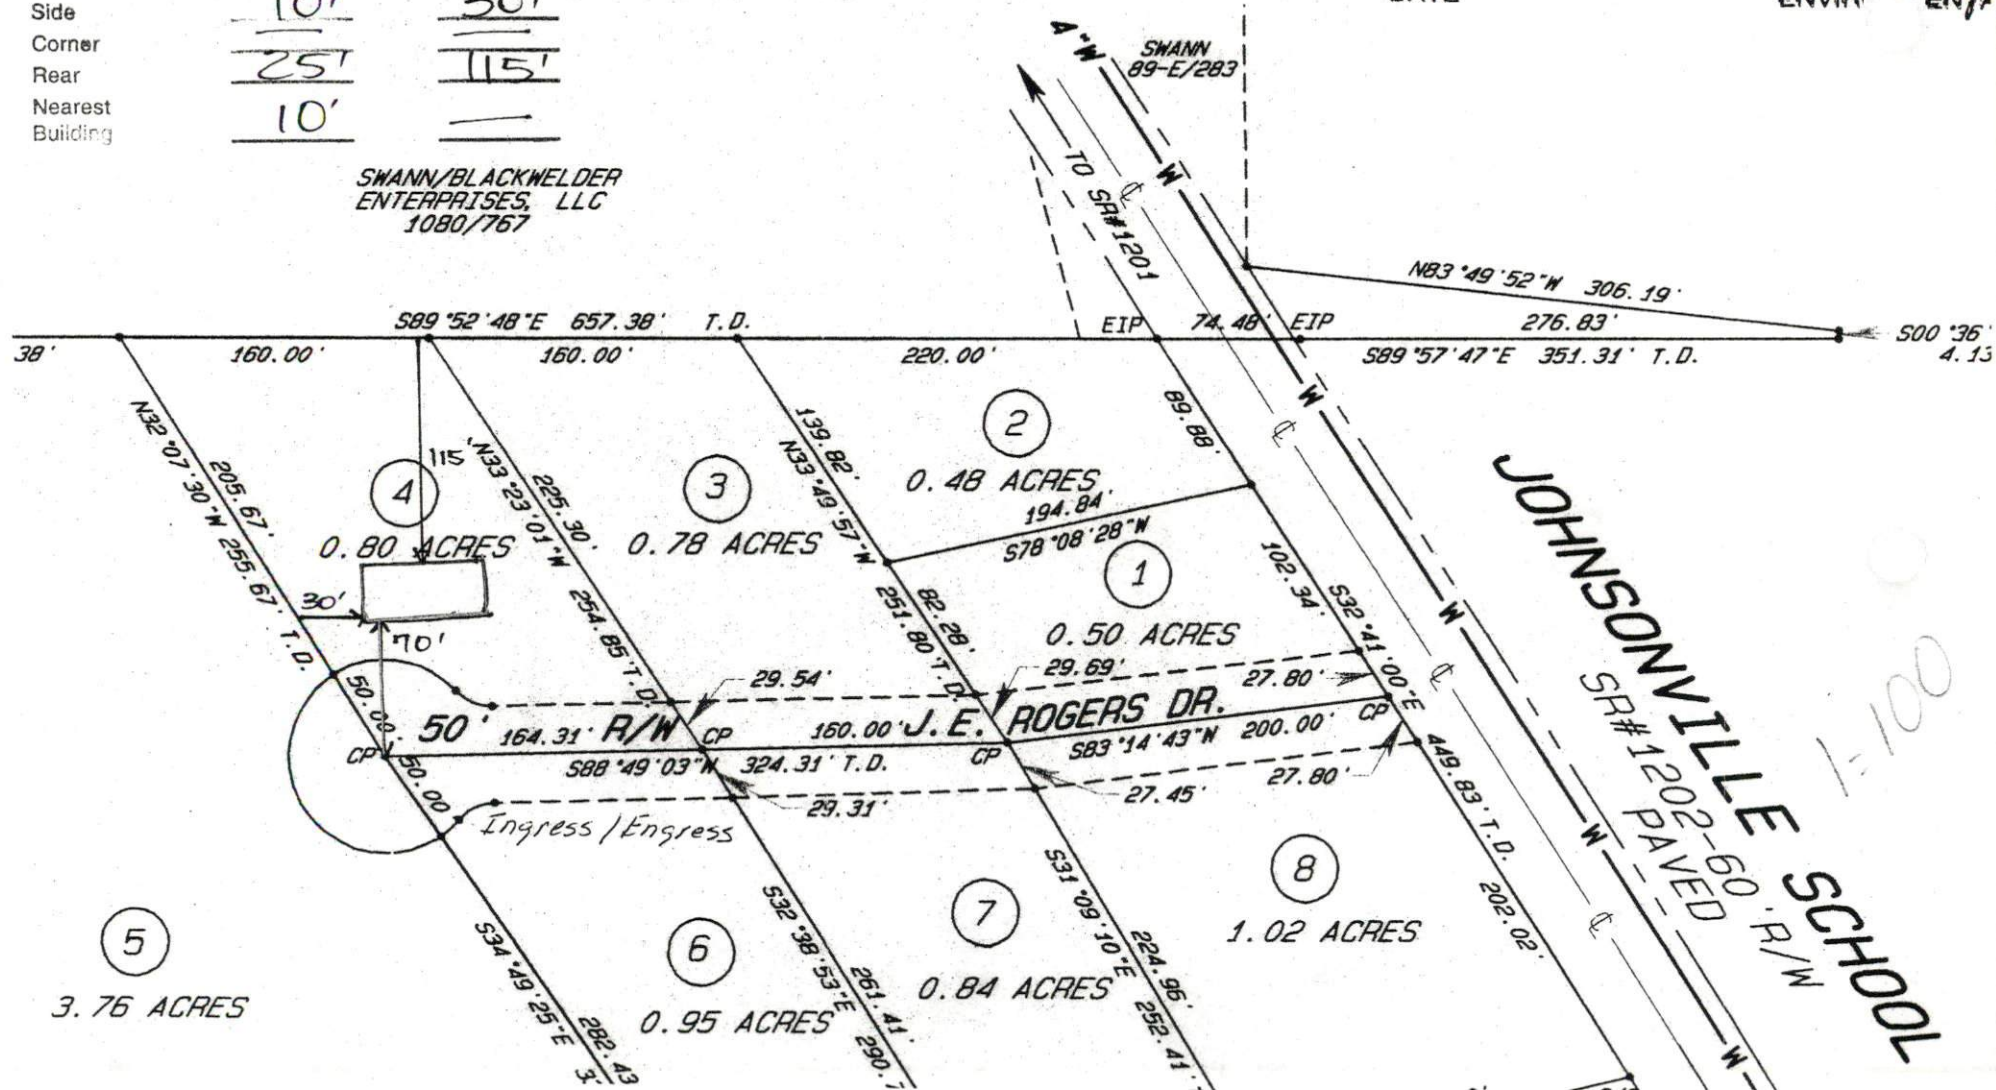 Side 10' 30'
Corner — —
Rear 25' 115'
Nearest
Building 10' —
SWANN/BLACKWELDER
ENTERPRISES, LLC
1080/767
SWANN
89-E/283
TO SR#1201
N83°49'52"W 306.19'
S89°52'48"E 657.38' T.D.
EIP 74.48' EIP
276.83'
S00°36'
4.13
38'
160.00'
160.00'
220.00'
S89°57'47"E 351.31' T.D.
N32°07'30"W 255.67' T.D.
205.67'
115'
4
0.80 ACRES
30'
70'
N33°23'01"W 254.85' T.D.
225.30'
3
0.78 ACRES
139.82'
N33°49'57"W 251.80' T.D.
82.28'
2
0.48 ACRES
194.84'
S78°08'28"W
89.88'
1
0.50 ACRES
102.34'
S32°41'00"E 449.83' T.D.
29.54'
29.69'
27.80'
50.00'
50' R/W J.E. ROGERS DR.
164.31'
160.00'
CP
CP
CP
CP
S88°49'03"W 324.31' T.D.
S83°14'43"W 200.00'
50.00
29.31'
27.45'
27.80'
Ingress/Engress
5
3.76 ACRES
S34°49'25"E
282.43
6
0.95 ACRES
S32°38'53"E 290.7
261.41'
7
0.84 ACRES
S31°09'10"E 252.41'
224.96'
8
1.02 ACRES
202.02'
JOHNSONVILLE SCHOOL
SR#1202-60'R/W
PAVED
1-100
W
W
W
W
W
W